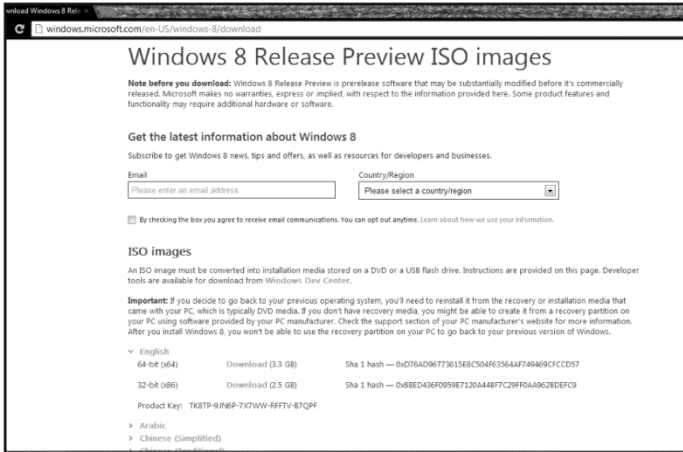 wnload Windows 8 Rele ×
windows.microsoft.com/en-US/windows-8/download
Windows 8 Release Preview ISO images
Note before you download: Windows 8 Release Preview is prerelease software that may be substantially modified before it's commercially
released. Microsoft makes no warranties, express or implied, with respect to the information provided here. Some product features and
functionality may require additional hardware or software.
Get the latest information about Windows 8
Subscribe to get Windows 8 news, tips and offers, as well as resources for developers and businesses.
Email Country/Region
Please enter an email address Please select a country/region
By checking the box you agree to receive email communications. You can opt out anytime. Learn about how we use your information.
ISO images
An ISO image must be converted into installation media stored on a DVD or a USB flash drive. Instructions are provided on this page. Developer
tools are available for download from Windows Dev Center.
Important: If you decide to go back to your previous operating system, you'll need to reinstall it from the recovery or installation media that
came with your PC, which is typically DVD media. If you don't have recovery media, you might be able to create it from a recovery partition on
your PC using software provided by your PC manufacturer. Check the support section of your PC manufacturer's website for more information.
After you install Windows 8, you won't be able to use the recovery partition on your PC to go back to your previous version of Windows.
English
64-bit (x64) Download (3.3 GB) Sha 1 hash — 0xD76AD96773615E8C504F63564AF749469CFCCD57
32-bit (x86) Download (2.5 GB) Sha 1 hash — 0x8BED436F0959E7120A44BF7C29FF0AA962BDEFC9
Product Key: TK8TP-9JN6P-7X7WW-RFFTV-B7QPF
Arabic
Chinese (Simplified)
Chinese (Traditional)